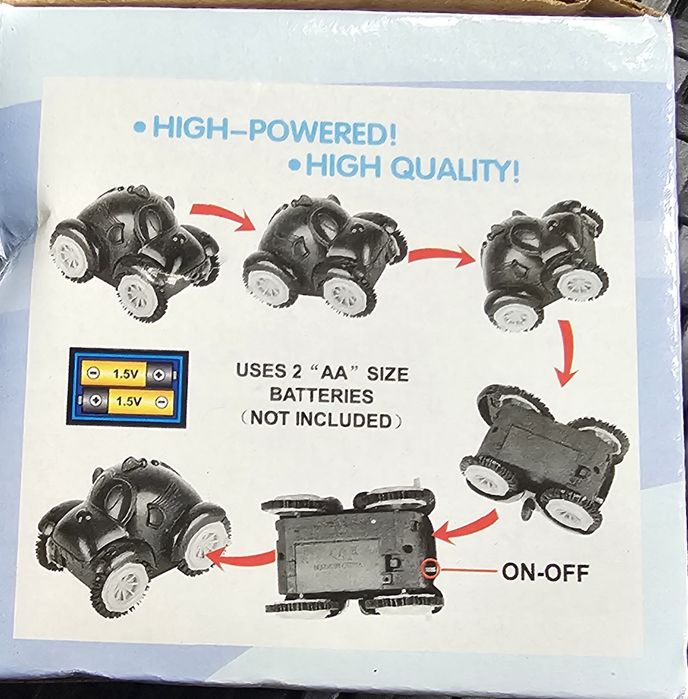 • HIGH–POWERED!
• HIGH QUALITY!
1.5V
1.5V
USES 2 “AA” SIZE
BATTERIES
（NOT INCLUDED）
ON-OFF